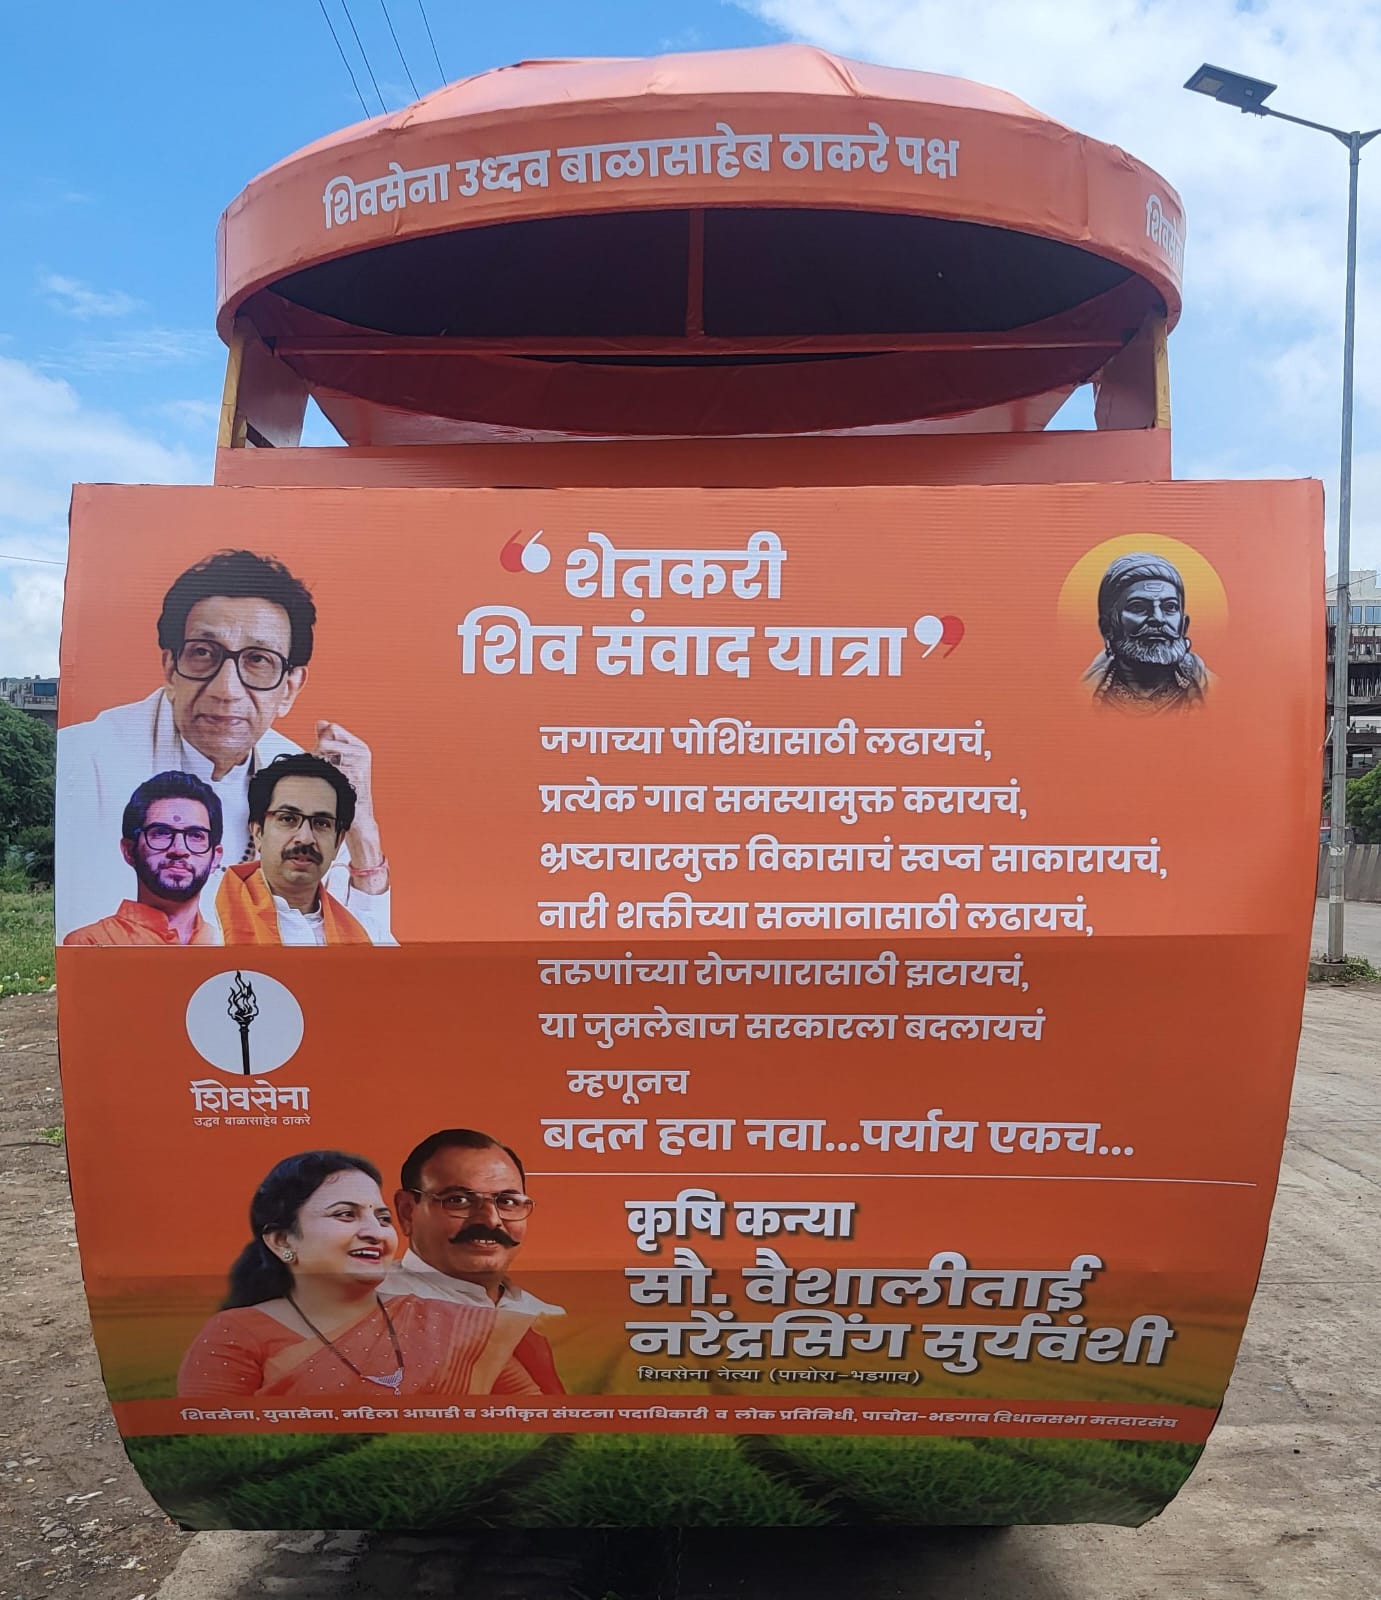 शिवसेना उध्दव बाळासाहेब ठाकरे पक्ष
“शेतकरी
शिव संवाद यात्रा”
जगाच्या पोशिंद्यासाठी लढायचं,
प्रत्येक गाव समस्यामुक्त करायचं,
भ्रष्टाचारमुक्त विकासाचं स्वप्न साकारायचं,
नारी शक्तीच्या सन्मानासाठी लढायचं,
तरुणांच्या रोजगारासाठी झटायचं,
या जुमलेबाज सरकारला बदलायचं
म्हणूनच
बदल हवा नवा...पर्याय एकच...
शिवसेना
उद्धव बाळासाहेब ठाकरे
कृषि कन्या
सौ. वैशालीताई
नरेंद्रसिंग सुर्यवंशी
शिवसेना नेत्या (पाचोरा-भडगाव)
शिवसेना, युवासेना, महिला आघाडी व अंगीकृत संघटना पदाधिकारी व लोक प्रतिनिधी, पाचोरा-भडगाव विधानसभा मतदारसंघ